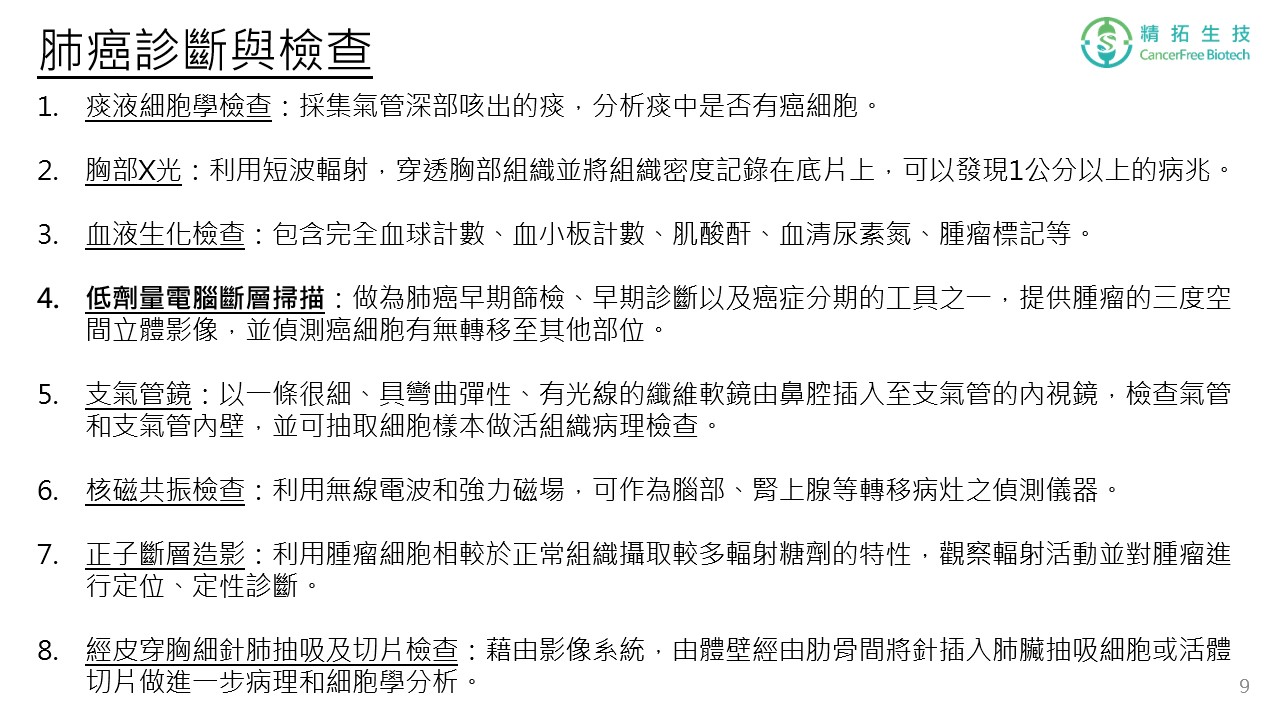 肺癌診斷與檢查
精拓生技
CancerFree Biotech
1. 痰液細胞學檢查：採集氣管深部咳出的痰，分析痰中是否有癌細胞。
2. 胸部X光：利用短波輻射，穿透胸部組織並將組織密度記錄在底片上，可以發現1公分以上的病兆。
3. 血液生化檢查：包含完全血球計數、血小板計數、肌酸酐、血清尿素氮、腫瘤標記等。
4. 低劑量電腦斷層掃描：做為肺癌早期篩檢、早期診斷以及癌症分期的工具之一，提供腫瘤的三度空
間立體影像，並偵測癌細胞有無轉移至其他部位。
5. 支氣管鏡：以一條很細、具彎曲彈性、有光線的纖維軟鏡由鼻腔插入至支氣管的內視鏡，檢查氣管
和支氣管內壁，並可抽取細胞樣本做活組織病理檢查。
6. 核磁共振檢查：利用無線電波和強力磁場，可作為腦部、腎上腺等轉移病灶之偵測儀器。
7. 正子斷層造影：利用腫瘤細胞相較於正常組織攝取較多輻射糖劑的特性，觀察輻射活動並對腫瘤進
行定位、定性診斷。
8. 經皮穿胸細針肺抽吸及切片檢查：藉由影像系統，由體壁經由肋骨間將針插入肺臟抽吸細胞或活體
切片做進一步病理和細胞學分析。
9